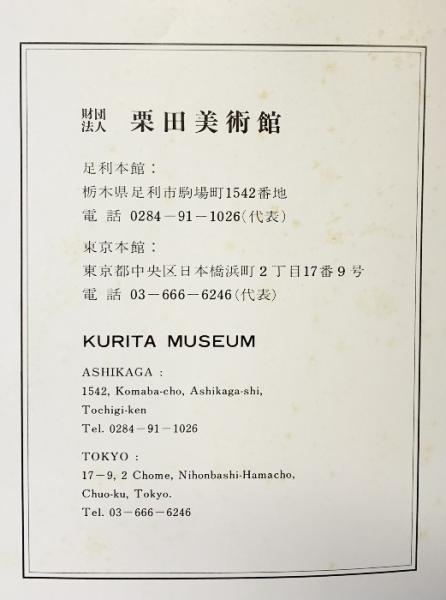 財団法人 栗田美術館
足利本館：
栃木県足利市駒場町1542番地
電話 0284－91－1026(代表)
東京本館：
東京都中央区日本橋浜町2丁目17番9号
電話 03－666－6246(代表)
KURITA MUSEUM
ASHIKAGA :
1542, Komaba-cho, Ashikaga-shi,
Tochigi-ken
Tel. 0284－91－1026
TOKYO :
17－9, 2 Chome, Nihonbashi-Hamacho,
Chuo-ku, Tokyo.
Tel. 03－666－6246